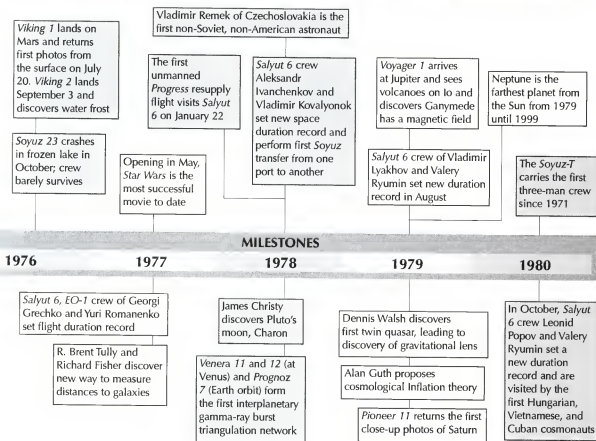 Vladimir Remek of Czechoslovakia is the
first non-Soviet, non-American astronaut
Viking 1 lands on
Mars and returns
first photos from
the surface on July
20. Viking 2 lands
September 3 and
discovers water frost
The first
unmanned
Progress resupply
flight visits Salyut
6 on January 22
Salyut 6 crew
Aleksandr
Ivanchenkov and
Vladimir Kovalyonok
set new space
duration record and
perform first Soyuz
transfer from one
port to another
Voyager 1 arrives
at Jupiter and sees
volcanoes on Io and
discovers Ganymede
has a magnetic field
Neptune is the
farthest planet from
the Sun from 1979
until 1999
Soyuz 23 crashes
in frozen lake in
October; crew
barely survives
Opening in May,
Star Wars is the
most successful
movie to date
Salyut 6 crew of Vladimir
Lyakhov and Valery
Ryumin set new duration
record in August
The Soyuz-T
carries the first
three-man crew
since 1971
MILESTONES
1976 1977 1978 1979 1980
Salyut 6, EO-1 crew of Georgi
Grechko and Yuri Romanenko
set flight duration record
R. Brent Tully and
Richard Fisher discover
new way to measure
distances to galaxies
James Christy
discovers Pluto's
moon, Charon
Venera 11 and 12 (at
Venus) and Prognoz
7 (Earth orbit) form
the first interplanetary
gamma-ray burst
triangulation network
Dennis Walsh discovers
first twin quasar, leading to
discovery of gravitational lens
Alan Guth proposes
cosmological Inflation theory
Pioneer 11 returns the first
close-up photos of Saturn
In October, Salyut
6 crew Leonid
Popov and Valery
Ryumin set a
new duration
record and are
visited by the
first Hungarian,
Vietnamese, and
Cuban cosmonauts